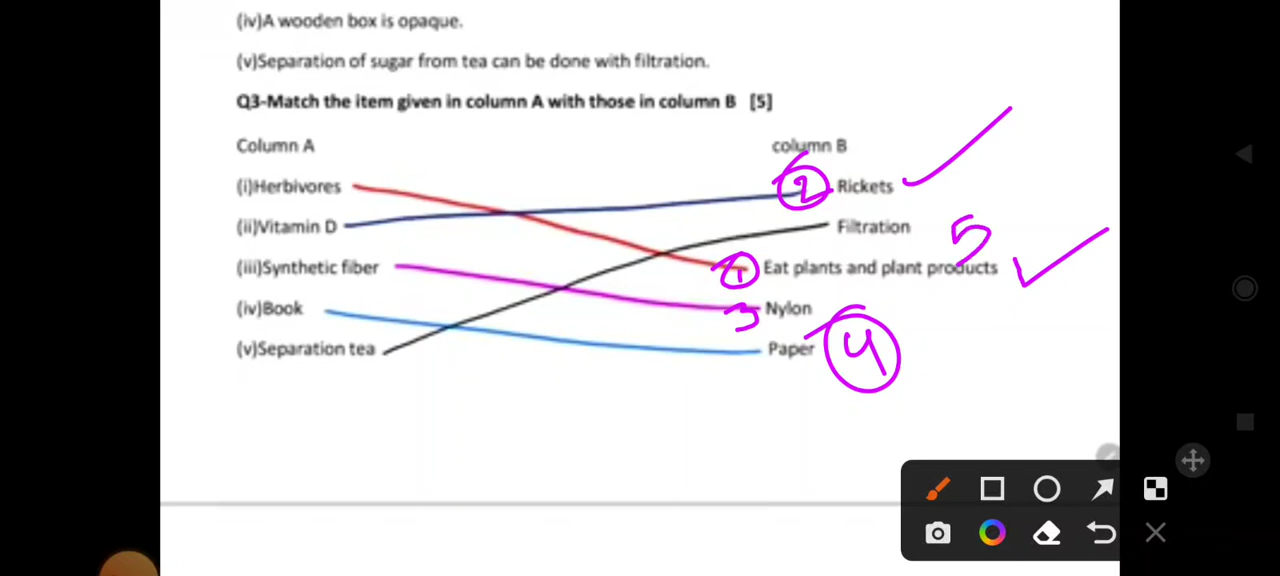 (iv)A wooden box is opaque.
(v)Separation of sugar from tea can be done with filtration.
Q3-Match the item given in column A with those in column B [5]
Column A column B
(i)Herbivores 2 Rickets
(ii)Vitamin D Filtration 5
(iii)Synthetic fiber 1 Eat plants and plant products
(iv)Book 3 Nylon
(v)Separation tea Paper 4